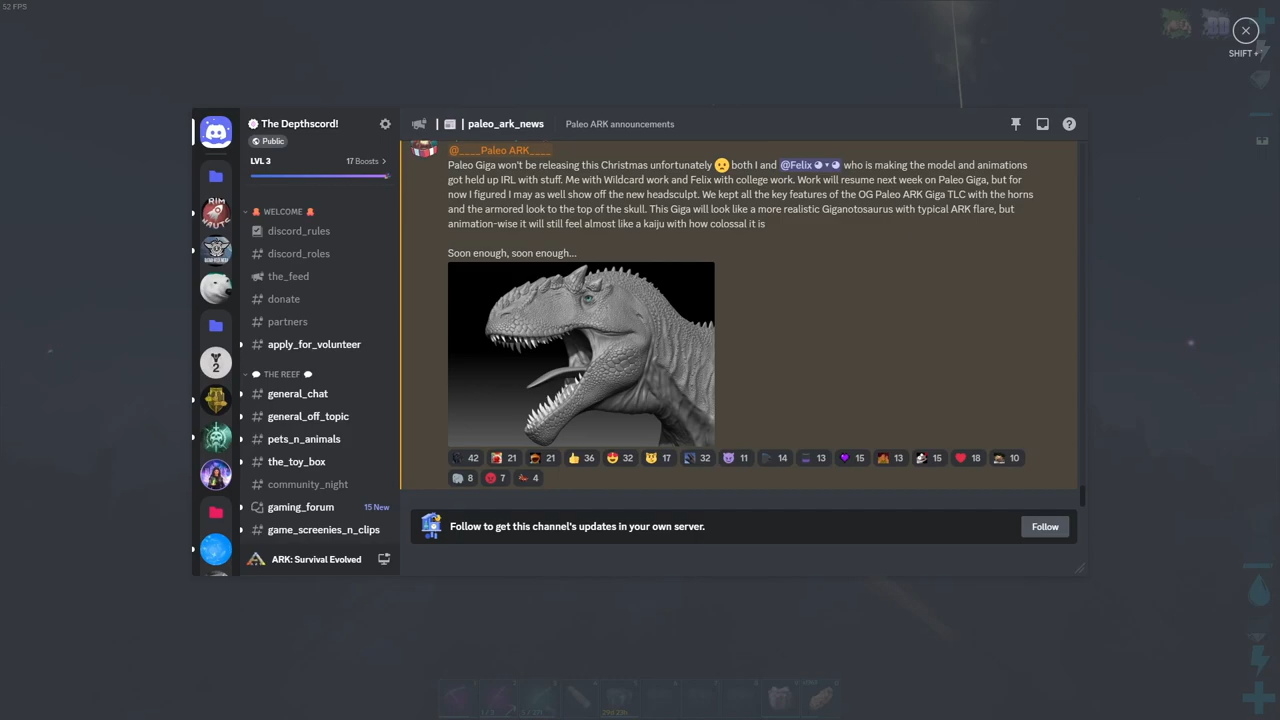 52 FPS
SHIFT +
The Depthscord!
Public
LVL 3
17 Boosts
WELCOME
discord_rules
discord_roles
the_feed
donate
partners
apply_for_volunteer
THE REEF
general_chat
general_off_topic
pets_n_animals
the_toy_box
community_night
gaming_forum 15 New
game_screenies_n_clips
ARK: Survival Evolved
| paleo_ark_news Paleo ARK announcements
@____Paleo ARK____
Paleo Giga won't be releasing this Christmas unfortunately 😟 both I and @Felix who is making the model and animations
got held up IRL with stuff. Me with Wildcard work and Felix with college work. Work will resume next week on Paleo Giga, but for
now I figured I may as well show off the new headsculpt. We kept all the key features of the OG Paleo ARK Giga TLC with the horns
and the armored look to the top of the skull. This Giga will look like a more realistic Giganotosaurus with typical ARK flare, but
animation-wise it will still feel almost like a kaiju with how colossal it is
Soon enough, soon enough...
42 21 21 36 32 17 32 11 14 13 15 13 15 18 10
8 7 4
Follow to get this channel's updates in your own server.
Follow